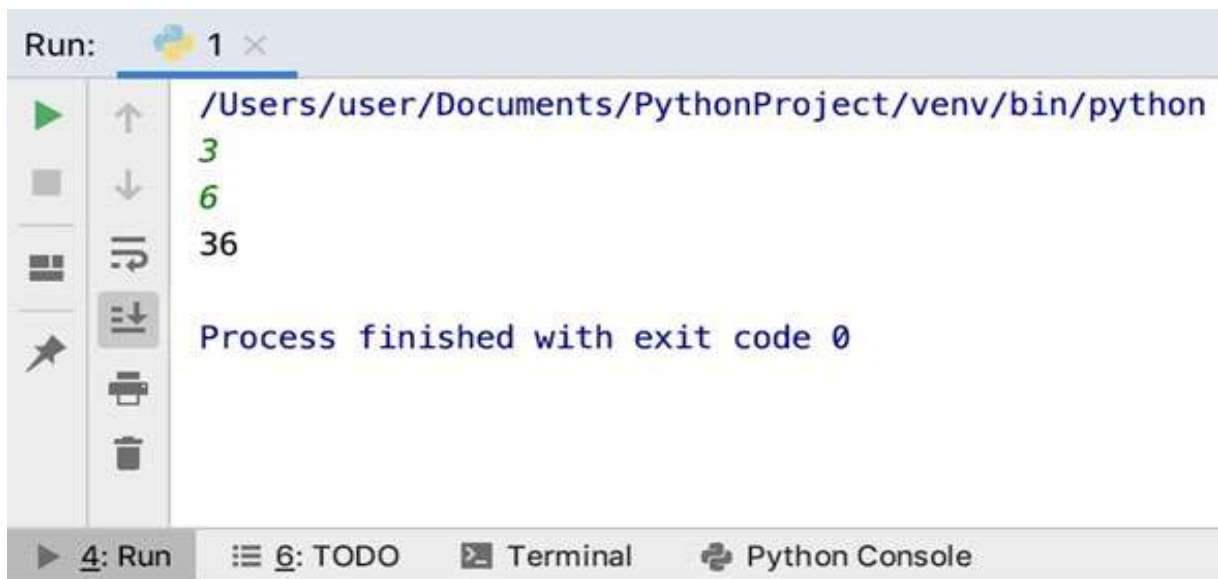 Run: 1
/Users/user/Documents/PythonProject/venv/bin/python
3
6
36
Process finished with exit code 0
4: Run 6: TODO Terminal Python Console